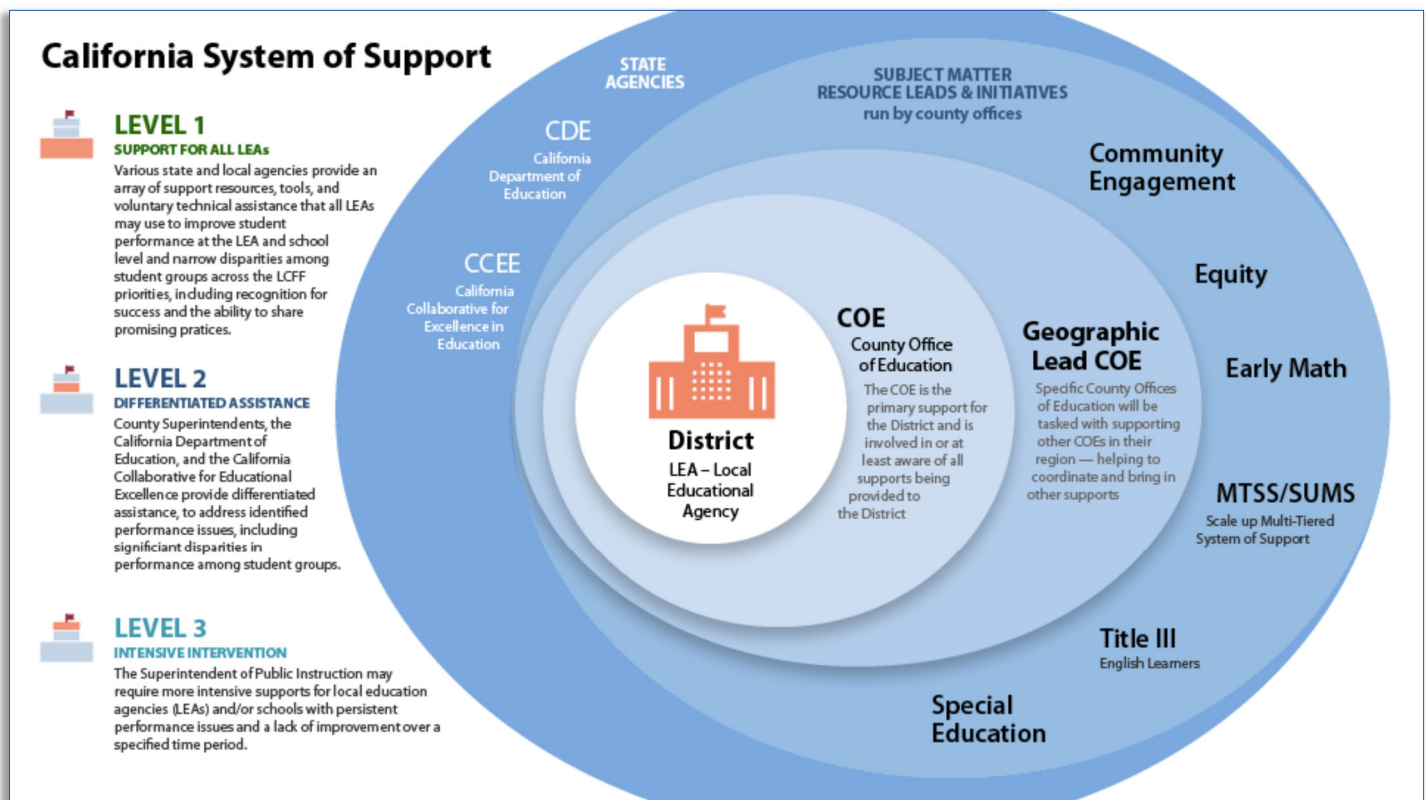 California System of Support
LEVEL 1
SUPPORT FOR ALL LEAs
Various state and local agencies provide an
array of support resources, tools, and
voluntary technical assistance that all LEAs
may use to improve student
performance at the LEA and school
level and narrow disparities among
student groups across the LCFF
priorities, including recognition for
success and the ability to share
promising pratices.
LEVEL 2
DIFFERENTIATED ASSISTANCE
County Superintendents, the
California Department of
Education, and the California
Collaborative for Educational
Excellence provide differentiated
assistance, to address identified
performance issues, including
significiant disparities in
performance among student groups.
LEVEL 3
INTENSIVE INTERVENTION
The Superintendent of Public Instruction may
require more intensive supports for local education
agencies (LEAs) and/or schools with persistent
performance issues and a lack of improvement over a
specified time period.
STATE
AGENCIES
CDE
California
Department of
Education
CCEE
California
Collaborative for
Excellence in
Education
District
LEA – Local
Educational
Agency
COE
County Office
of Education
The COE is the
primary support for
the District and is
involved in or at
least aware of all
supports being
provided to
the District
Geographic
Lead COE
Specific County Offices
of Education will be
tasked with supporting
other COEs in their
region — helping to
coordinate and bring in
other supports
SUBJECT MATTER
RESOURCE LEADS & INITIATIVES
run by county offices
Community
Engagement
Equity
Early Math
MTSS/SUMS
Scale up Multi-Tiered
System of Support
Title III
English Learners
Special
Education